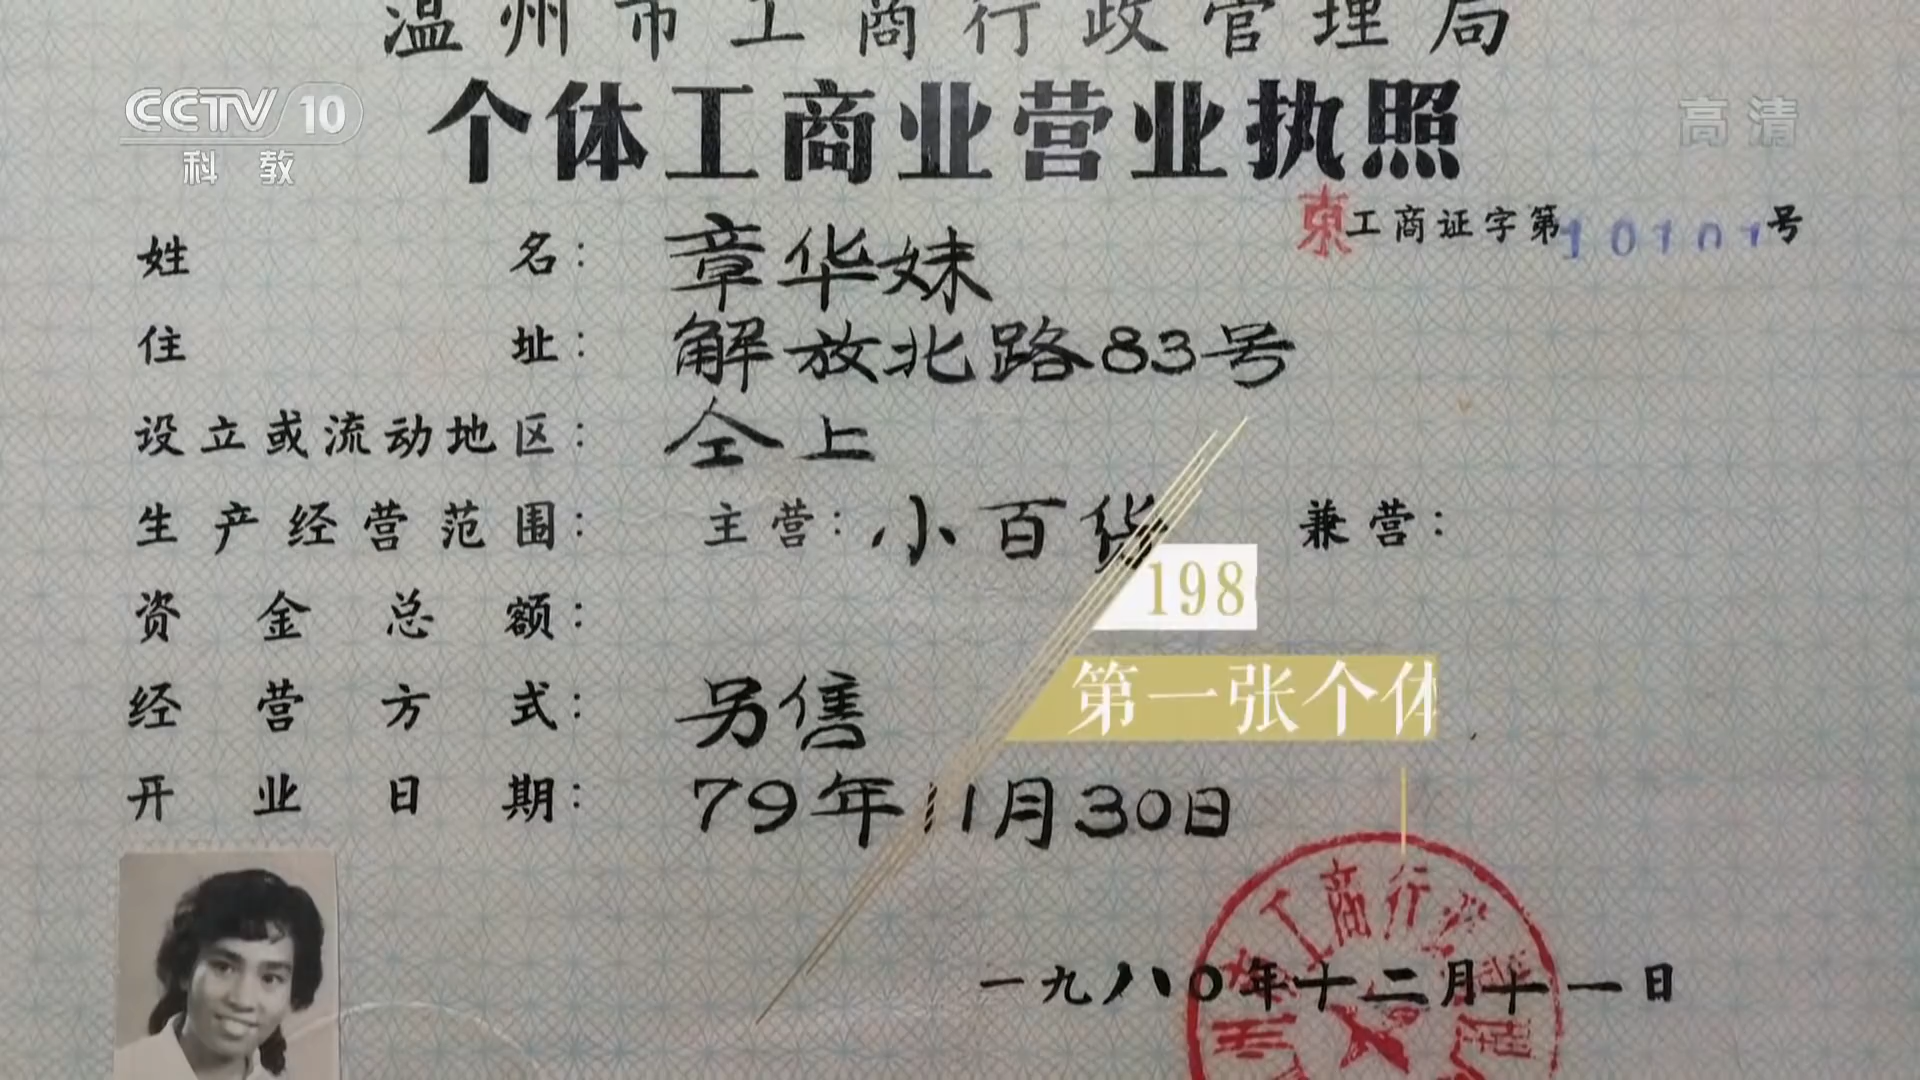 温州市工商行政管理局
CCTV 10
科教
高清
个体工商业营业执照
東工商证字第10101号
姓名：章华妹
住址：解放北路83号
设立或流动地区：仝上
生产经营范围：主营：小百货 兼营：
198
资金总额：
第一张个体
经营方式：另售
开业日期：79年11月30日
工商行政
一九八〇年十二月十一日